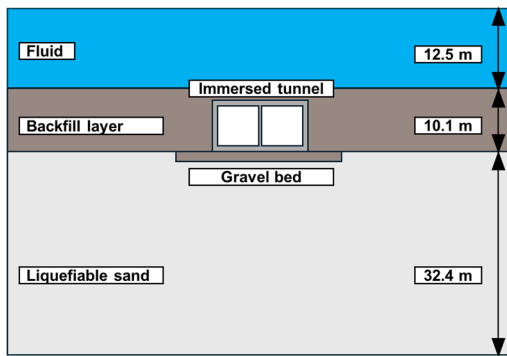 Fluid
12.5 m
Immersed tunnel
Backfill layer
10.1 m
Gravel bed
Liquefiable sand
32.4 m